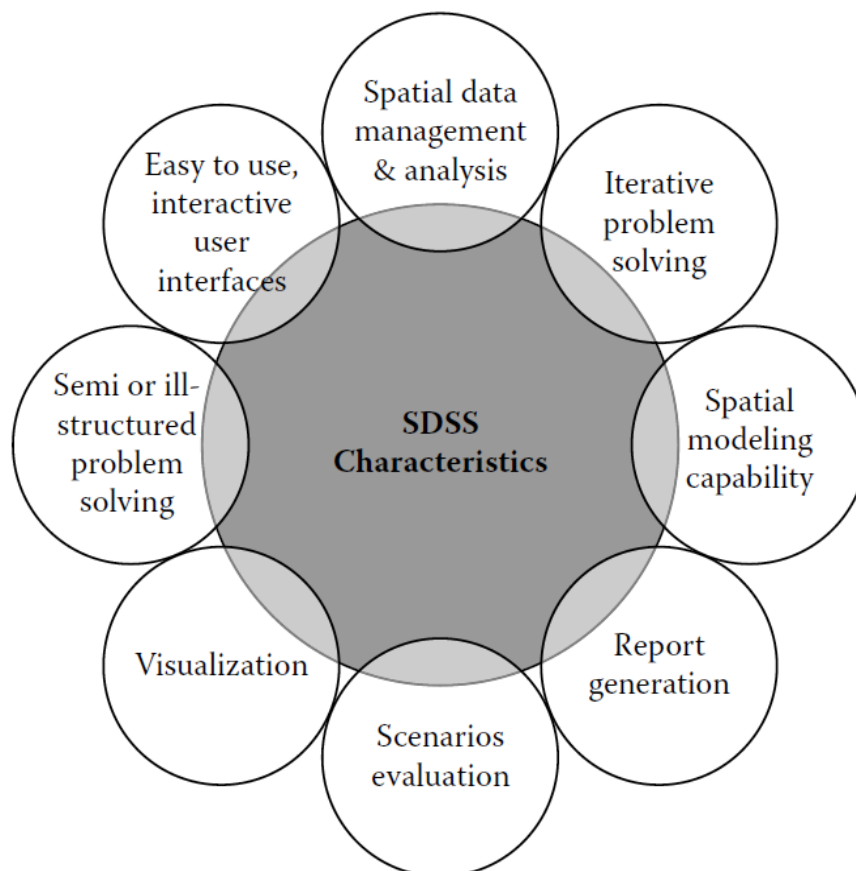 Spatial data
management
& analysis
Iterative
problem
solving
Spatial
modeling
capability
Report
generation
Scenarios
evaluation
Visualization
Semi or ill-
structured
problem
solving
Easy to use,
interactive
user
interfaces
SDSS
Characteristics